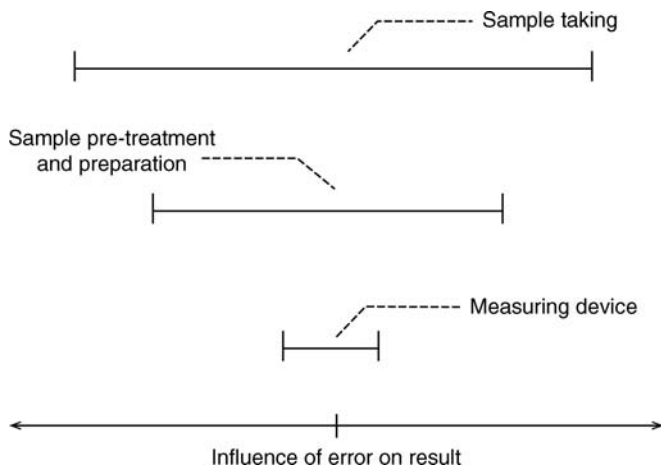 Sample taking
Sample pre-treatment
and preparation
Measuring device
Influence of error on result